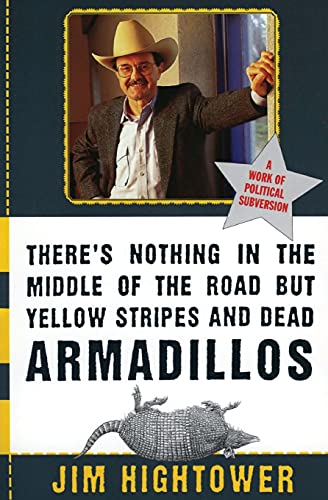 A
WORK OF
POLITICAL
SUBVERSION
THERE'S NOTHING IN THE
MIDDLE OF THE ROAD BUT
YELLOW STRIPES AND DEAD
ARMADILLOS
JIM HIGHTOWER